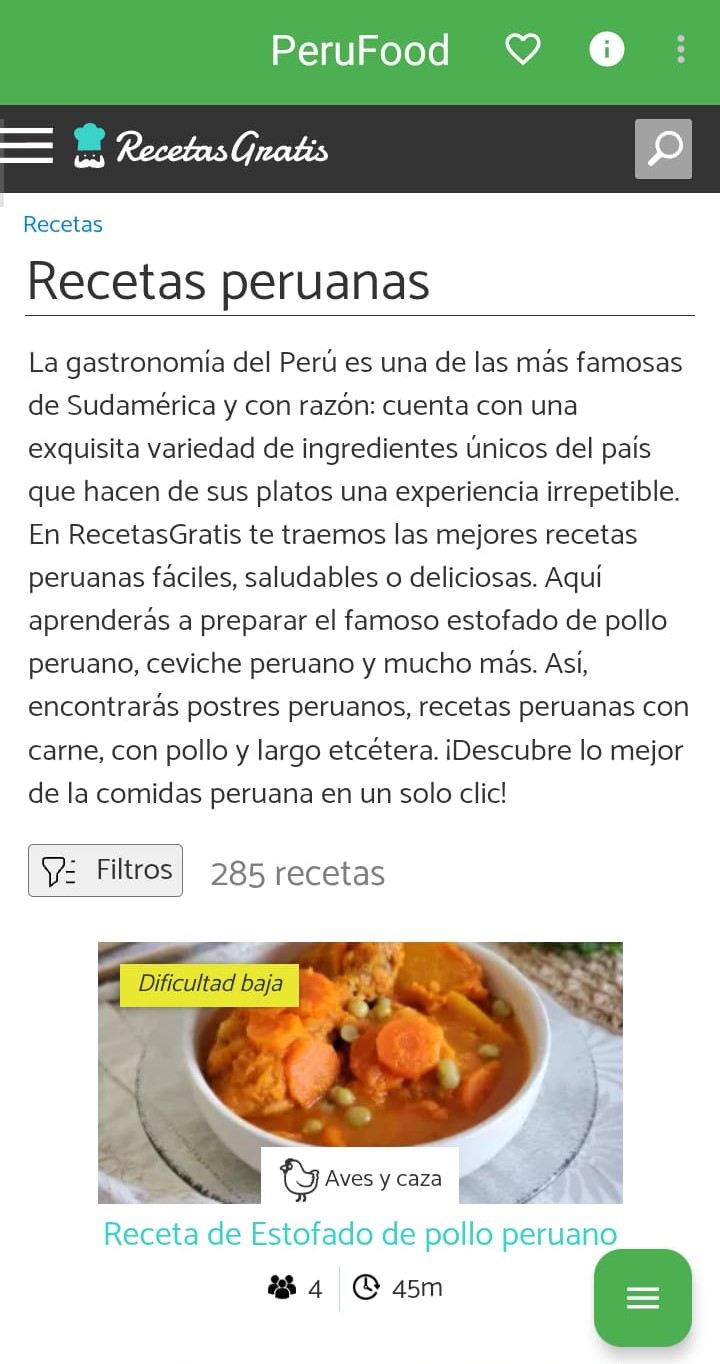 PeruFood
RecetasGratis
Recetas
Recetas peruanas
La gastronomía del Perú es una de las más famosas
de Sudamérica y con razón: cuenta con una
exquisita variedad de ingredientes únicos del país
que hacen de sus platos una experiencia irrepetible.
En RecetasGratis te traemos las mejores recetas
peruanas fáciles, saludables o deliciosas. Aquí
aprenderás a preparar el famoso estofado de pollo
peruano, ceviche peruano y mucho más. Así,
encontrarás postres peruanos, recetas peruanas con
carne, con pollo y largo etcétera. ¡Descubre lo mejor
de la comidas peruana en un solo clic!
Filtros 285 recetas
Dificultad baja
Aves y caza
Receta de Estofado de pollo peruano
4 45m